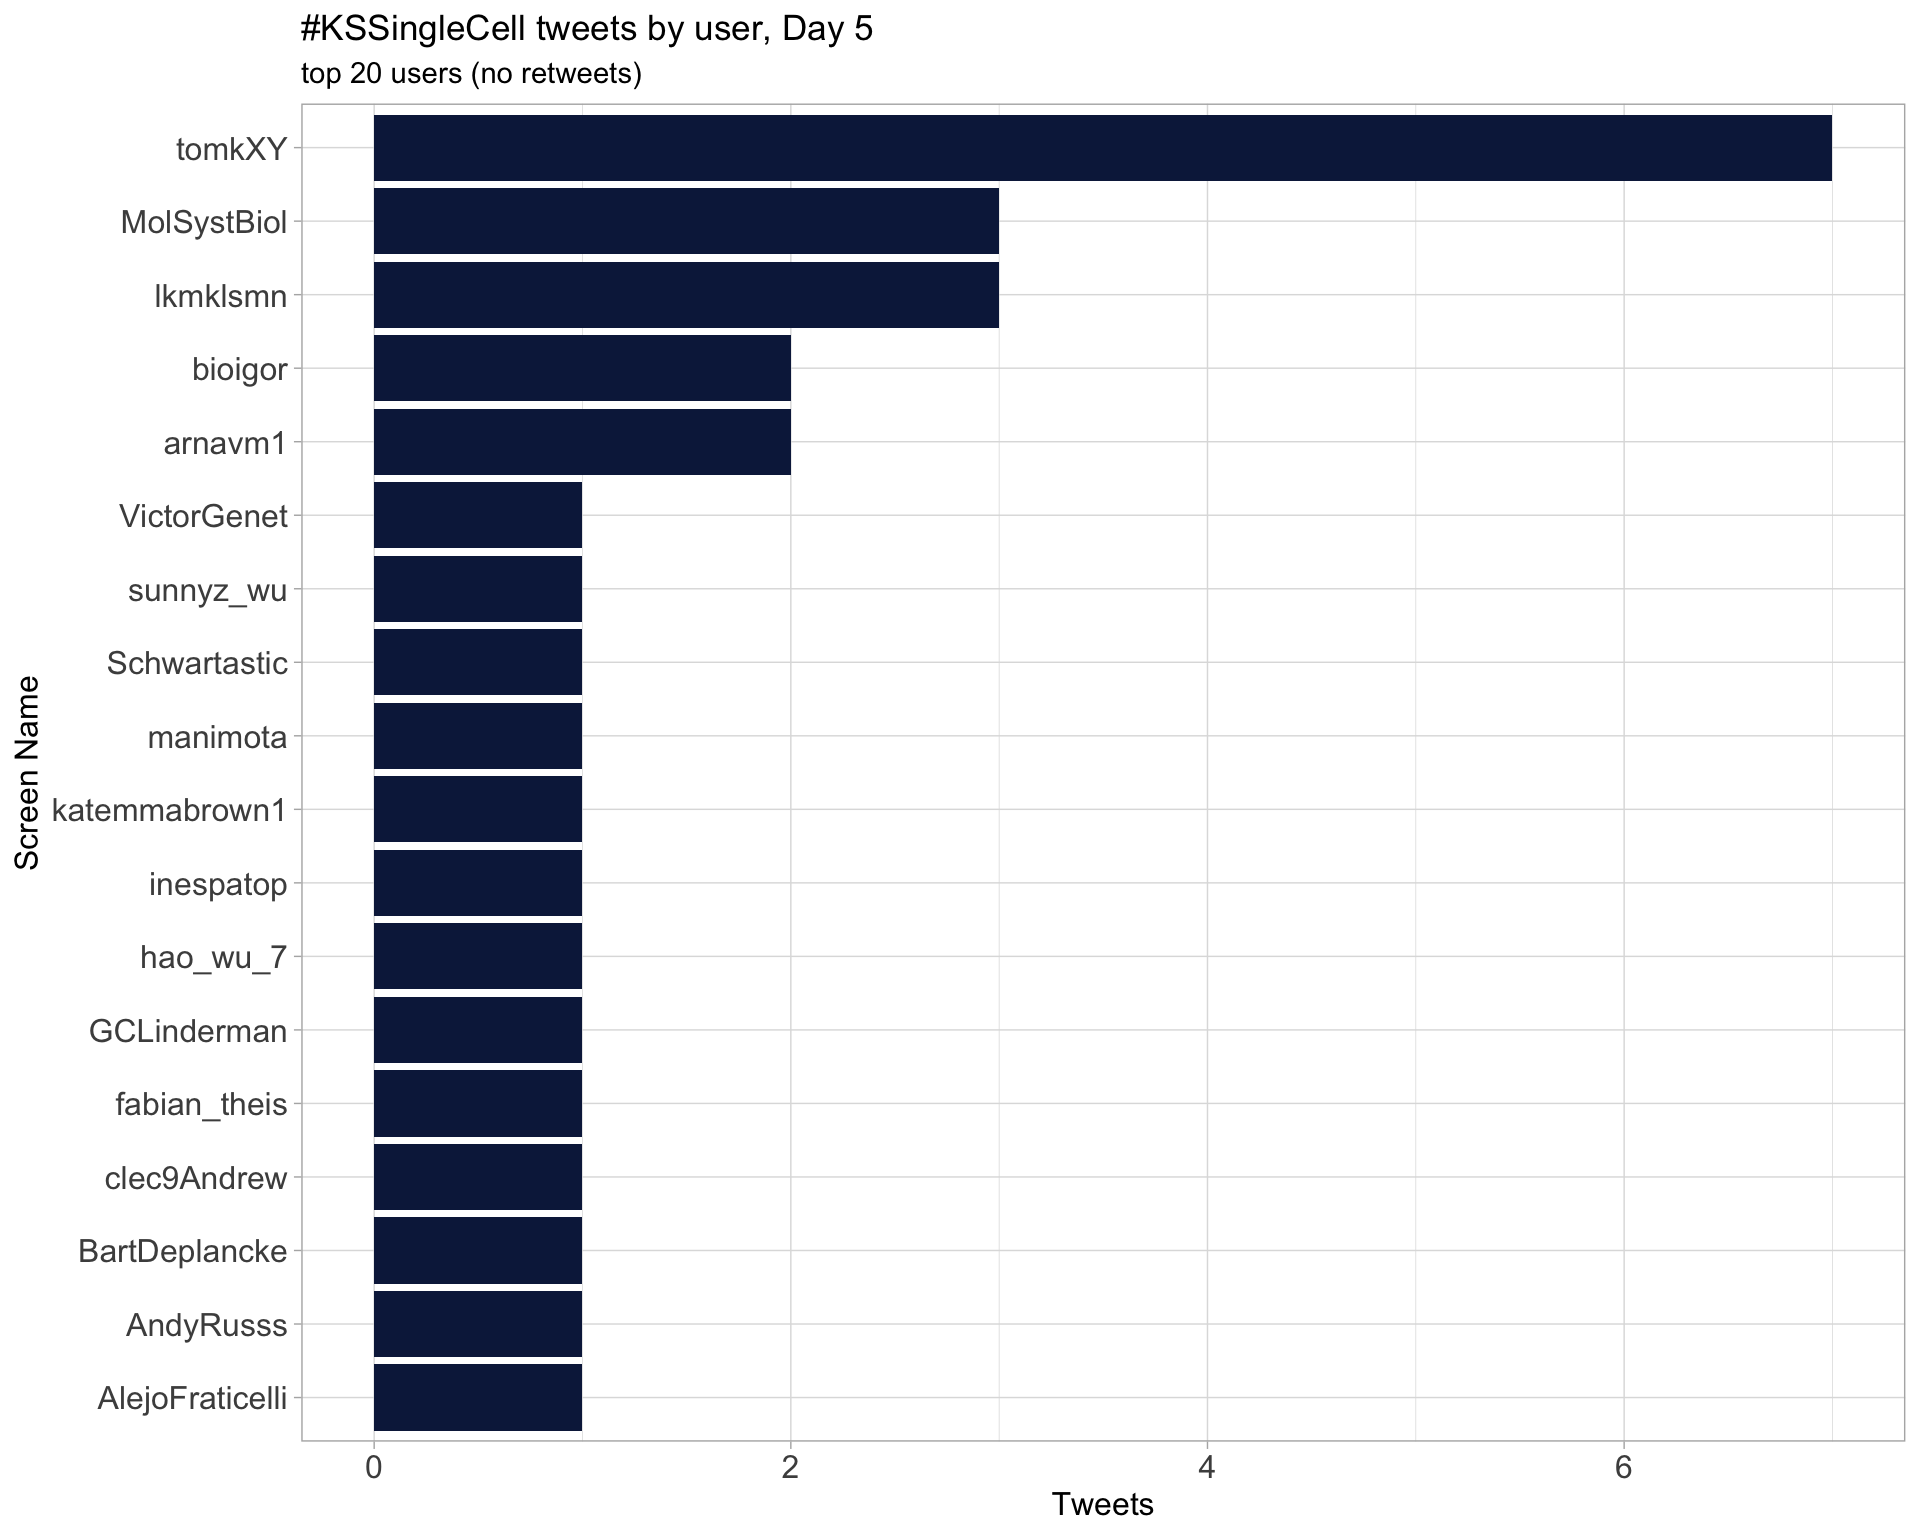 #KSSingleCell tweets by user, Day 5
top 20 users (no retweets)
Screen Name
tomkXY
MolSystBiol
lkmklsmn
bioigor
arnavm1
VictorGenet
sunnyz_wu
Schwartastic
manimota
katemmabrown1
inespatop
hao_wu_7
GCLinderman
fabian_theis
clec9Andrew
BartDeplancke
AndyRusss
AlejoFraticelli
0 2 4 6
Tweets